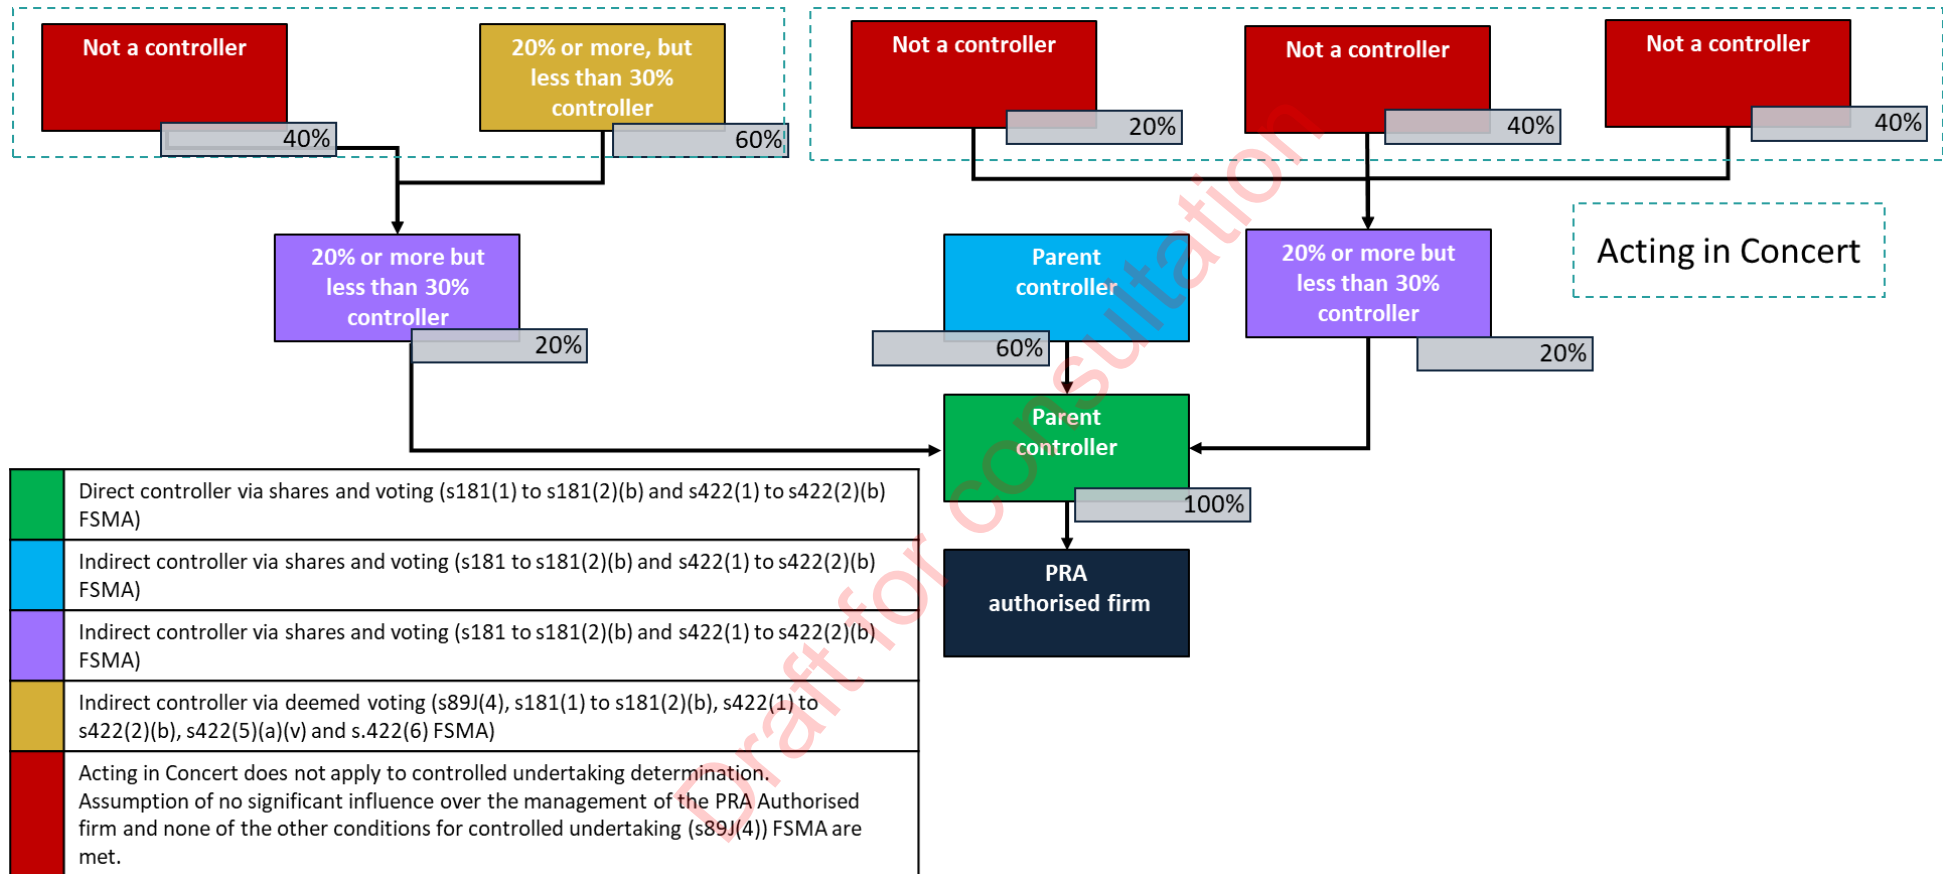 Not a controller
40%
20% or more, but
less than 30%
controller
60%
Not a controller
20%
Not a controller
40%
Not a controller
40%
20% or more but
less than 30%
controller
20%
Parent
controller
60%
20% or more but
less than 30%
controller
20%
Acting in Concert
Parent
controller
100%
PRA
authorised firm
Direct controller via shares and voting (s181(1) to s181(2)(b) and s422(1) to s422(2)(b)
FSMA)
Indirect controller via shares and voting (s181 to s181(2)(b) and s422(1) to s422(2)(b)
FSMA)
Indirect controller via shares and voting (s181 to s181(2)(b) and s422(1) to s422(2)(b)
FSMA)
Indirect controller via deemed voting (s89J(4), s181(1) to s181(2)(b), s422(1) to
s422(2)(b), s422(5)(a)(v) and s.422(6) FSMA)
Acting in Concert does not apply to controlled undertaking determination.
Assumption of no significant influence over the management of the PRA Authorised
firm and none of the other conditions for controlled undertaking (s89J(4)) FSMA are
met.
Draft for consultation